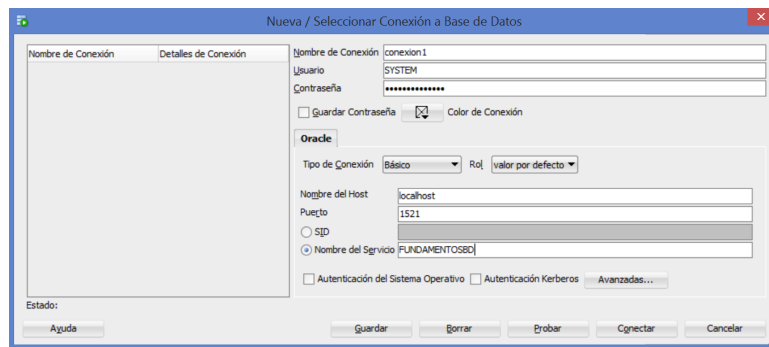 Nueva / Seleccionar Conexión a Base de Datos
Nombre de Conexión Detalles de Conexión
Nombre de Conexión conexion1
Usuario SYSTEM
Contraseña ••••••••••••••
Guardar Contraseña Color de Conexión
Oracle
Tipo de Conexión Básico Rol valor por defecto
Nombre del Host localhost
Puerto 1521
SID
Nombre del Servicio FUNDAMENTOSBD
Autenticación del Sistema Operativo Autenticación Kerberos Avanzadas...
Estado:
Ayuda Guardar Borrar Probar Conectar Cancelar